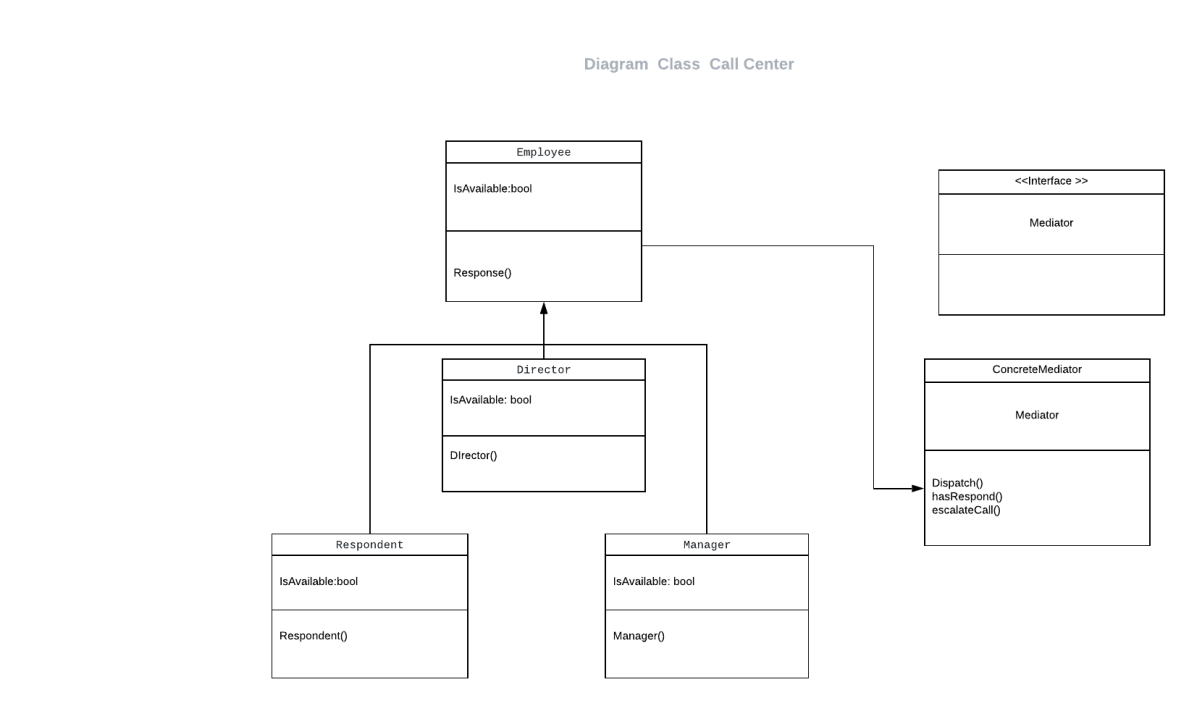 Diagram Class Call Center
Employee
IsAvailable:bool
Response()
<<Interface >>
Mediator
Director
IsAvailable: bool
DIrector()
ConcreteMediator
Mediator
Dispatch()
hasRespond()
escalateCall()
Respondent
IsAvailable:bool
Respondent()
Manager
IsAvailable: bool
Manager()